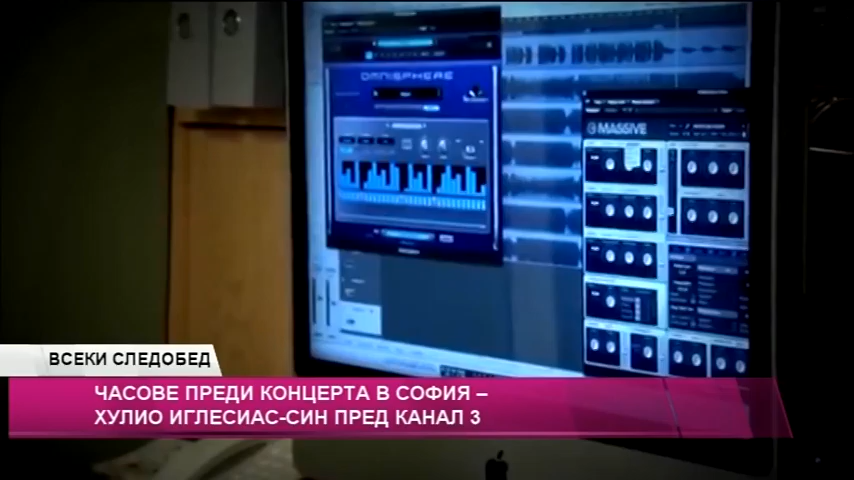 OMNISPHERE
MASSIVE
ВСЕКИ СЛЕДОБЕД
ЧАСОВЕ ПРЕДИ КОНЦЕРТА В СОФИЯ –
ХУЛИО ИГЛЕСИАС-СИН ПРЕД КАНАЛ 3